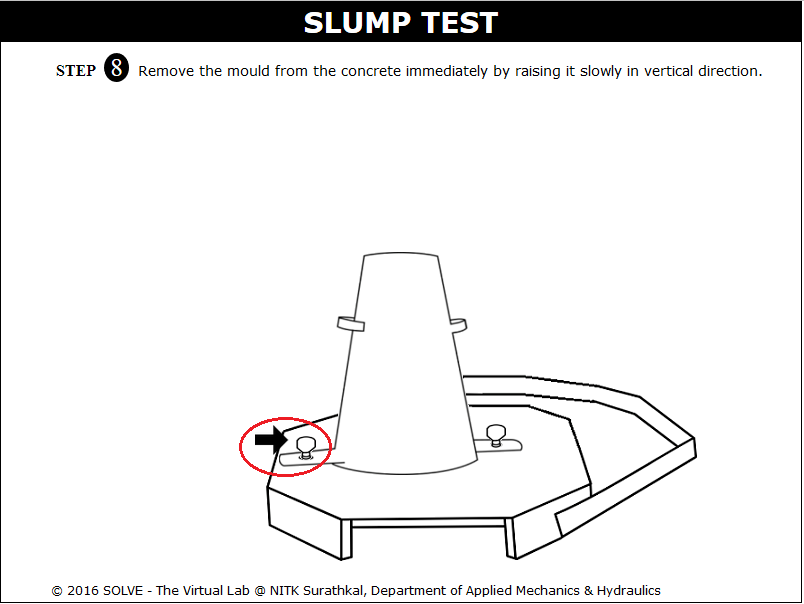 SLUMP TEST
STEP 8 Remove the mould from the concrete immediately by raising it slowly in vertical direction.
© 2016 SOLVE - The Virtual Lab @ NITK Surathkal, Department of Applied Mechanics & Hydraulics